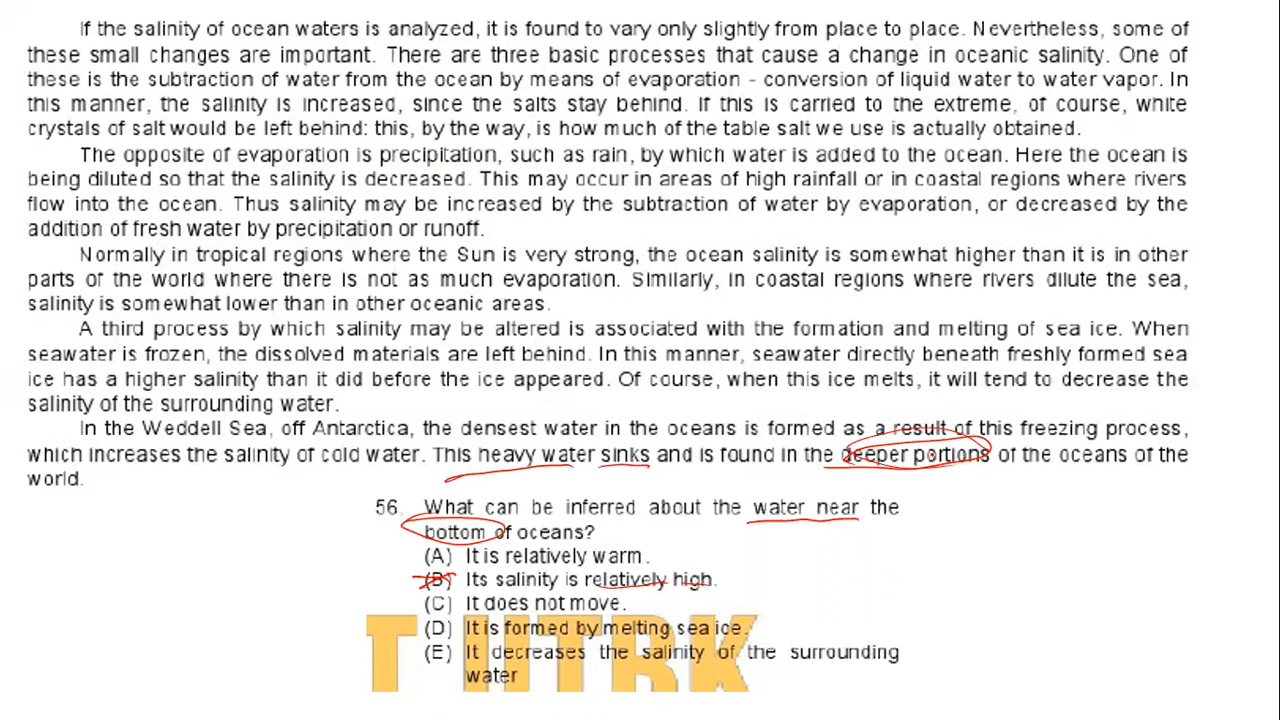 If the salinity of ocean waters is analyzed, it is found to vary only slightly from place to place. Nevertheless, some of
these small changes are important. There are three basic processes that cause a change in oceanic salinity. One of
these is the subtraction of water from the ocean by means of evaporation - conversion of liquid water to water vapor. In
this manner, the salinity is increased, since the salts stay behind. If this is carried to the extreme, of course, white
crystals of salt would be left behind: this, by the way, is how much of the table salt we use is actually obtained.
The opposite of evaporation is precipitation, such as rain, by which water is added to the ocean. Here the ocean is
being diluted so that the salinity is decreased. This may occur in areas of high rainfall or in coastal regions where rivers
flow into the ocean. Thus salinity may be increased by the subtraction of water by evaporation, or decreased by the
addition of fresh water by precipitation or runoff.
Normally in tropical regions where the Sun is very strong, the ocean salinity is somewhat higher than it is in other
parts of the world where there is not as much evaporation. Similarly, in coastal regions where rivers dilute the sea,
salinity is somewhat lower than in other oceanic areas.
A third process by which salinity may be altered is associated with the formation and melting of sea ice. When
seawater is frozen, the dissolved materials are left behind. In this manner, seawater directly beneath freshly formed sea
ice has a higher salinity than it did before the ice appeared. Of course, when this ice melts, it will tend to decrease the
salinity of the surrounding water.
In the Weddell Sea, off Antarctica, the densest water in the oceans is formed as a result of this freezing process,
which increases the salinity of cold water. This heavy water sinks and is found in the deeper portions of the oceans of the
world.
56. What can be inferred about the water near the
bottom of oceans?
(A) It is relatively warm.
(B) Its salinity is relatively high.
(C) It does not move.
(D) It is formed by melting sea ice.
(E) It decreases the salinity of the surrounding
water